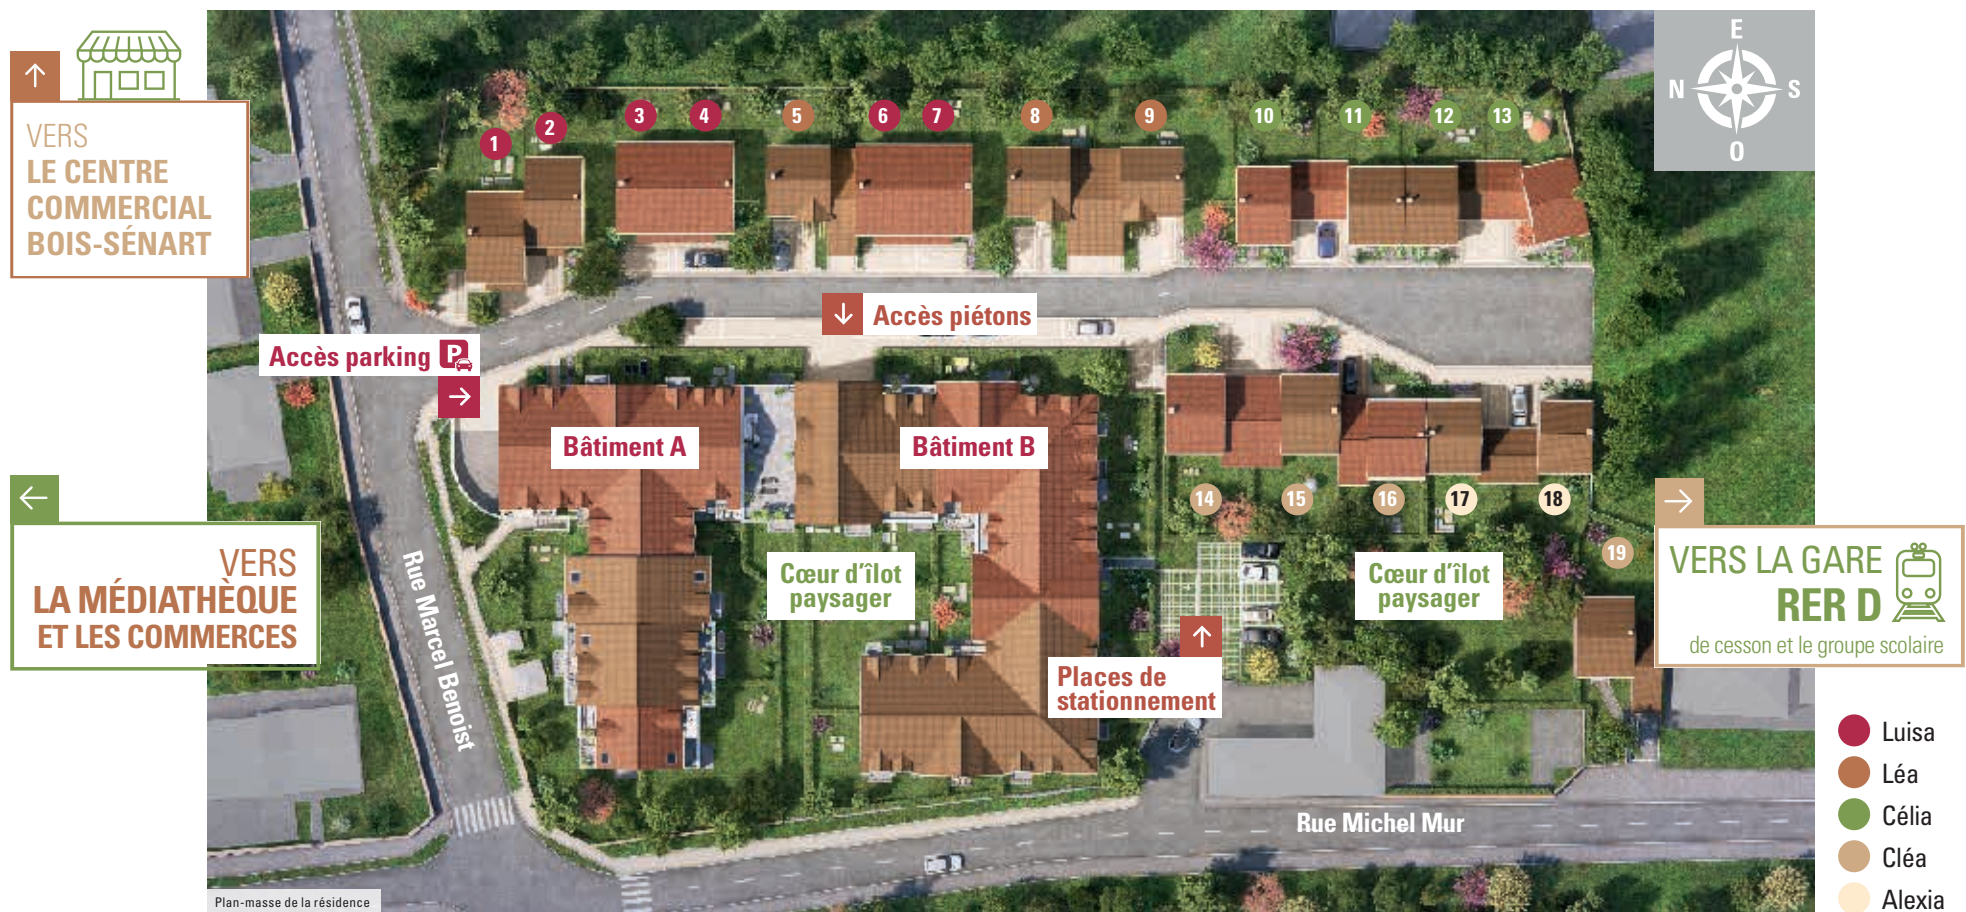 VERS
LE CENTRE
COMMERCIAL
BOIS-SÉNART
E
N
S
O
1
2
3
4
5
6
7
8
9
10
11
12
13
Accès piétons
Accès parking P
Bâtiment A
Bâtiment B
14
15
16
17
18
19
VERS
LA MÉDIATHÈQUE
ET LES COMMERCES
Rue Marcel Benoist
Cœur d'îlot
paysager
Cœur d'îlot
paysager
VERS LA GARE
RER D
de cesson et le groupe scolaire
Places de
stationnement
Rue Michel Mur
Luisa
Léa
Célia
Cléa
Alexia
Plan-masse de la résidence